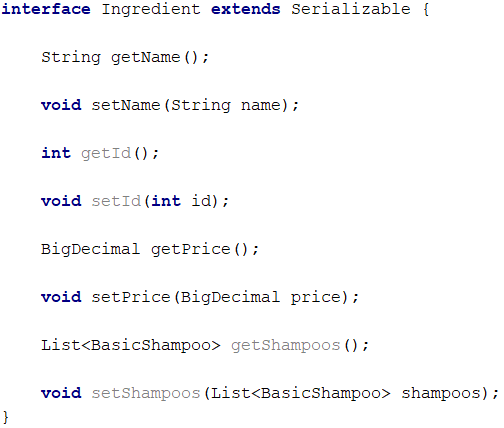 interface Ingredient extends Serializable {
String getName();
void setName(String name);
int getId();
void setId(int id);
BigDecimal getPrice();
void setPrice(BigDecimal price);
List<BasicShampoo> getShampoos();
void setShampoos(List<BasicShampoo> shampoos);
}